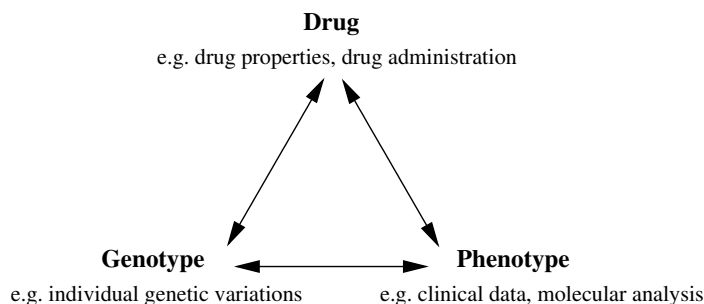 Drug
e.g. drug properties, drug administration
Genotype
e.g. individual genetic variations
Phenotype
e.g. clinical data, molecular analysis